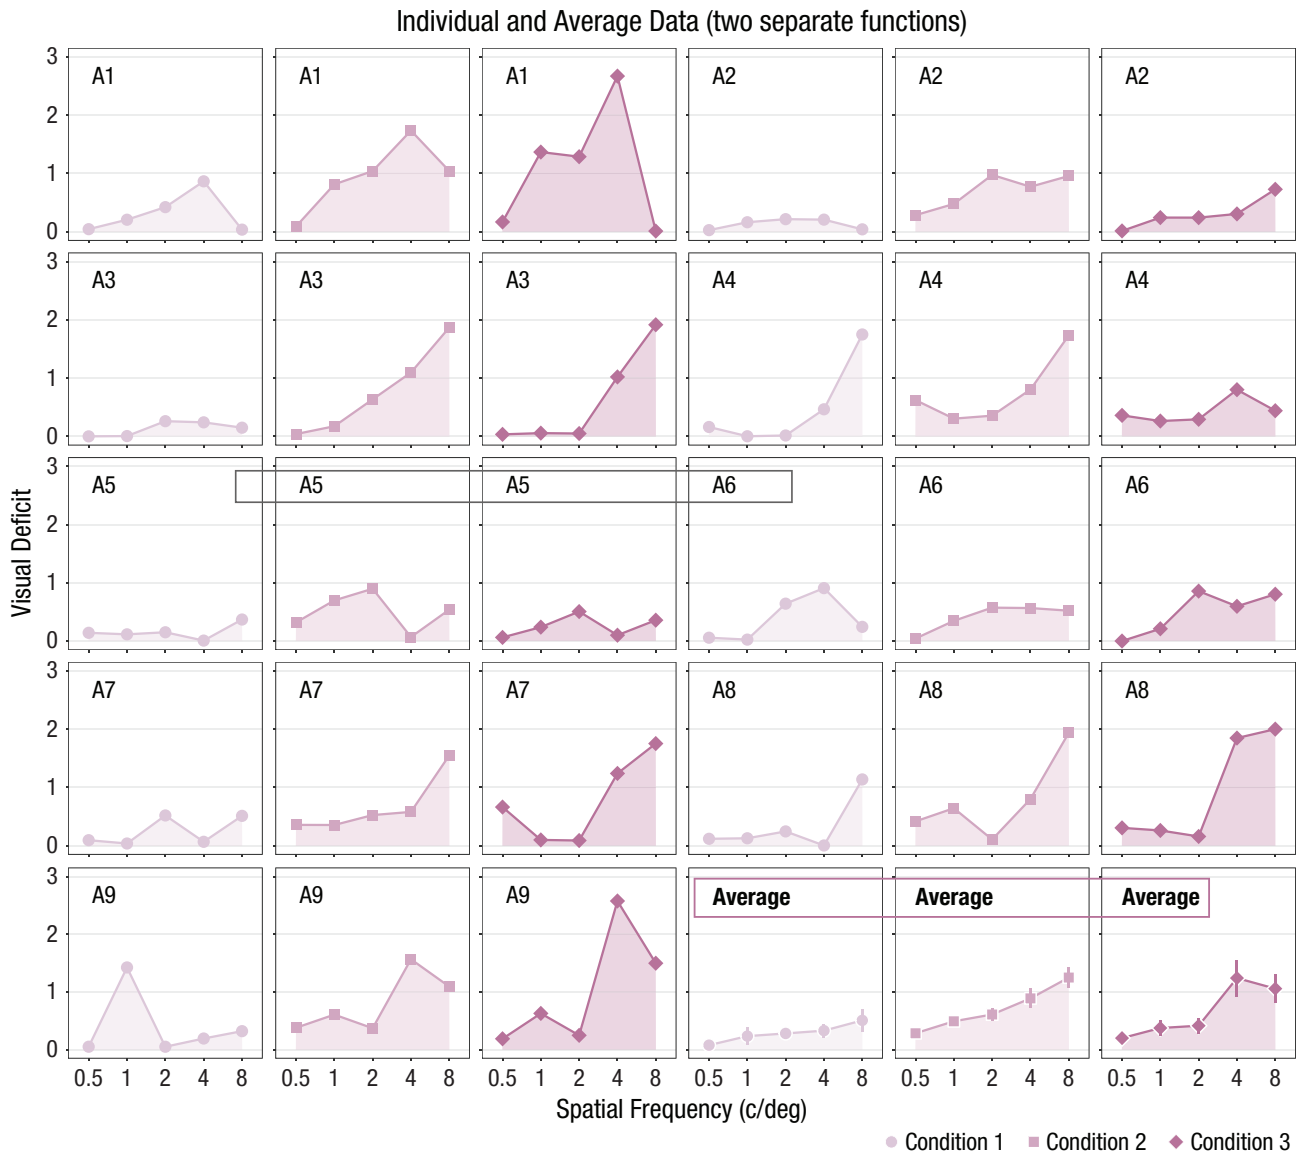 Individual and Average Data (two separate functions)
3 A1 A1 A1 A2 A2 A2
2
1
0
3 A3 A3 A3 A4 A4 A4
2
1
0
3 A5 A5 A5 A6 A6 A6
2
1
0
3 A7 A7 A7 A8 A8 A8
2
1
0
3 A9 A9 A9 Average Average Average
2
1
0
Visual Deficit
0.5 1 2 4 8 0.5 1 2 4 8 0.5 1 2 4 8 0.5 1 2 4 8 0.5 1 2 4 8 0.5 1 2 4 8
Spatial Frequency (c/deg)
Condition 1 Condition 2 Condition 3